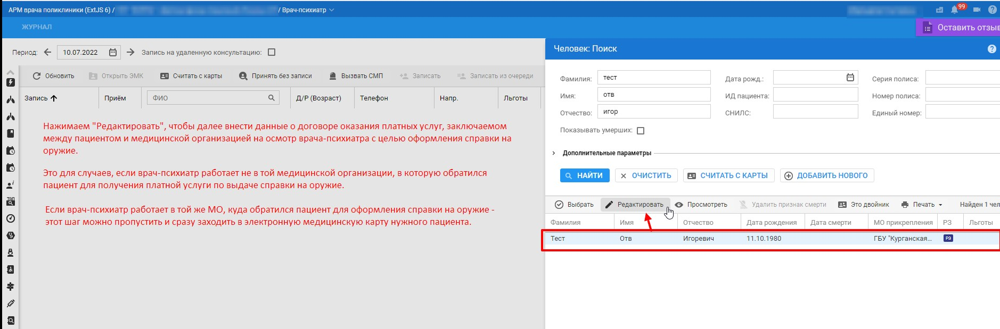 АРМ врача поликлиники (ExtJS 6) /
/ Врач-психиатр
99
ЖУРНАЛ
Оставить отзыв
Период: 10.07.2022 Запись на удаленную консультацию:
Обновить Открыть ЭМК Считать с карты Принять без записи Вызвать СМП Записать Записать из очереди
Запись Приём ФИО Д/Р (Возраст) Телефон Напр. Льготы
Нажимаем "Редактировать", чтобы далее внести данные о договоре оказания платных услуг, заключаемом
между пациентом и медицинской организацией на осмотр врача-психиатра с целью оформления справки на
оружие.
Это для случаев, если врач-психиатр работает не в той медицинской организации, в которую обратился
пациент для получения платной услуги по выдаче справки на оружие.
Если врач-психиатр работает в той же МО, куда обратился пациент для оформления справки на оружие -
этот шаг можно пропустить и сразу заходить в электронную медицинскую карту нужного пациента.
Человек: Поиск
Фамилия: тест Дата рожд.: Серия полиса:
Имя: отв ИД пациента: Номер полиса:
Отчество: игор СНИЛС: Единый номер:
Показывать умерших:
Дополнительные параметры
НАЙТИ ОЧИСТИТЬ СЧИТАТЬ С КАРТЫ ДОБАВИТЬ НОВОГО
Выбрать Редактировать Просмотреть Удалить признак смерти Это двойник Печать Найден 1 чел
Фамилия Имя Отчество Дата рождения Дата смерти МО прикрепления РЗ Льготы
Тест Отв Игоревич 11.10.1980 ГБУ "Курганская... РЗ